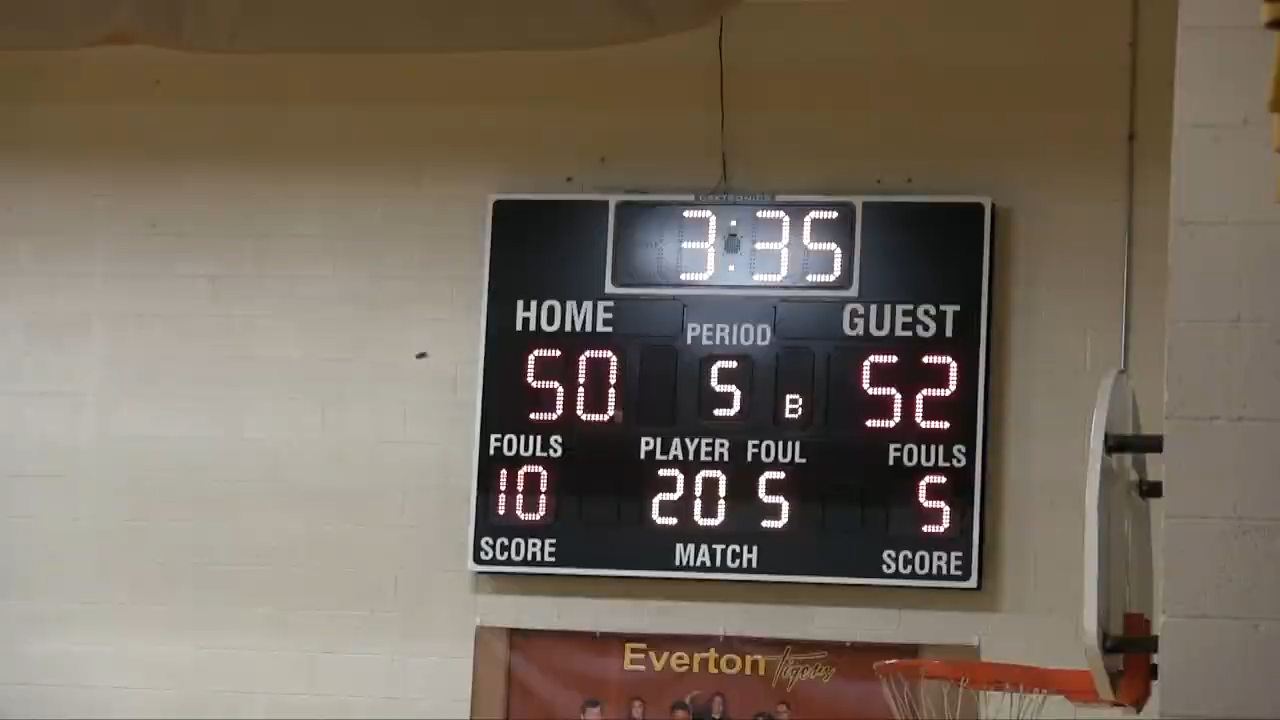 3:35
HOME PERIOD GUEST
50 5 B 52
FOULS PLAYER FOUL FOULS
10 20 5 5
SCORE MATCH SCORE
Everton Tigers